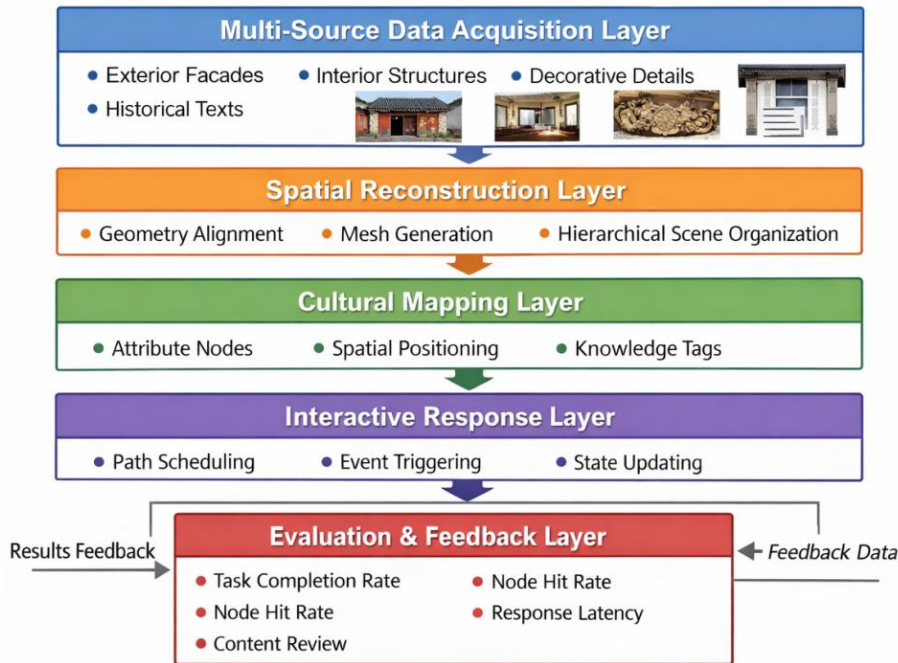 Multi-Source Data Acquisition Layer
• Exterior Facades • Interior Structures • Decorative Details
• Historical Texts
Spatial Reconstruction Layer
• Geometry Alignment • Mesh Generation • Hierarchical Scene Organization
Cultural Mapping Layer
• Attribute Nodes • Spatial Positioning • Knowledge Tags
Interactive Response Layer
• Path Scheduling • Event Triggering • State Updating
Evaluation & Feedback Layer
Results Feedback
Feedback Data
• Task Completion Rate • Node Hit Rate
• Node Hit Rate • Response Latency
• Content Review